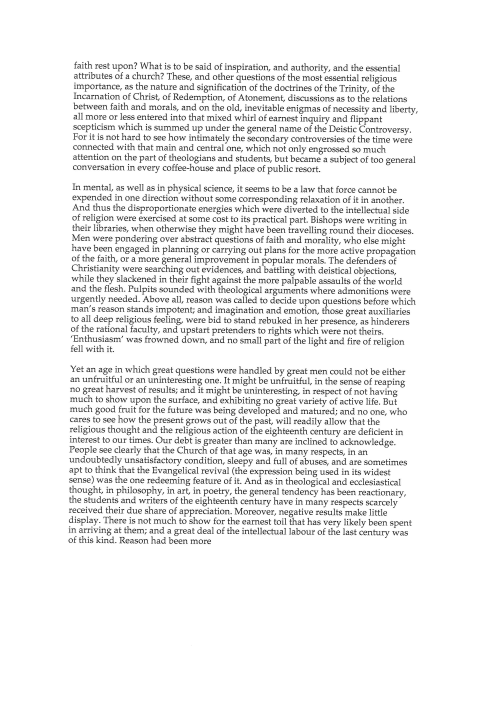 faith rest upon? What is to be said of inspiration, and authority, and the essential
attributes of a church? These, and other questions of the most essential religious
importance, as the nature and signification of the doctrines of the Trinity, of the
Incarnation of Christ, of Redemption, of Atonement, discussions as to the relations
between faith and morals, and on the old, inevitable enigmas of necessity and liberty,
all more or less entered into that mixed whirl of earnest inquiry and flippant
scepticism which is summed up under the general name of the Deistic Controversy.
For it is not hard to see how intimately the secondary controversies of the time were
connected with that main and central one, which not only engrossed so much
attention on the part of theologians and students, but became a subject of too general
conversation in every coffee-house and place of public resort.

In mental, as well as in physical science, it seems to be a law that force cannot be
expended in one direction without some corresponding relaxation of it in another.
And thus the disproportionate energies which were diverted to the intellectual side
of religion were exercised at some cost to its practical part. Bishops were writing in
their libraries, when otherwise they might have been travelling round their dioceses.
Men were pondering over abstract questions of faith and morality, who else might
have been engaged in planning or carrying out plans for the more active propagation
of the faith, or a more general improvement in popular morals. The defenders of
Christianity were searching out evidences, and battling with deistical objections,
while they slackened in their fight against the more palpable assaults of the world
and the flesh. Pulpits sounded with theological arguments where admonitions were
urgently needed. Above all, reason was called to decide upon questions before which
man's reason stands impotent; and imagination and emotion, those great auxiliaries
to all deep religious feeling, were bid to stand rebuked in her presence, as hinderers
of the rational faculty, and upstart pretenders to rights which were not theirs.
'Enthusiasm' was frowned down, and no small part of the light and fire of religion
fell with it.

Yet an age in which great questions were handled by great men could not be either
an unfruitful or an uninteresting one. It might be unfruitful, in the sense of reaping
no great harvest of results; and it might be uninteresting, in respect of not having
much to show upon the surface, and exhibiting no great variety of active life. But
much good fruit for the future was being developed and matured; and no one, who
cares to see how the present grows out of the past, will readily allow that the
religious thought and the religious action of the eighteenth century are deficient in
interest to our times. Our debt is greater than many are inclined to acknowledge.
People see clearly that the Church of that age was, in many respects, in an
undoubtedly unsatisfactory condition, sleepy and full of abuses, and are sometimes
apt to think that the Evangelical revival (the expression being used in its widest
sense) was the one redeeming feature of it. And as in theological and ecclesiastical
thought, in philosophy, in art, in poetry, the general tendency has been reactionary,
the students and writers of the eighteenth century have in many respects scarcely
received their due share of appreciation. Moreover, negative results make little
display. There is not much to show for the earnest toil that has very likely been spent
in arriving at them; and a great deal of the intellectual labour of the last century was
of this kind. Reason had been more